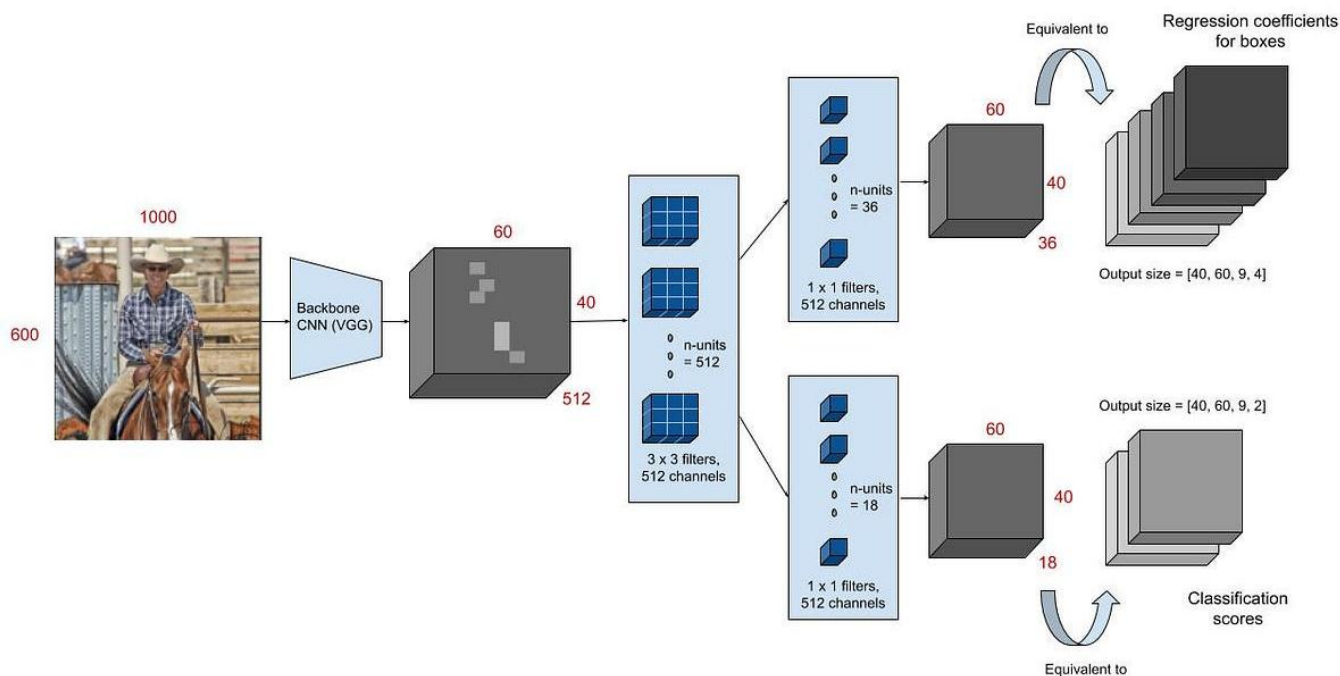 1000
600
Backbone
CNN (VGG)
60
40
512
n-units
= 512
3 x 3 filters,
512 channels
n-units
= 36
1 x 1 filters,
512 channels
60
40
36
Equivalent to
Regression coefficients
for boxes
Output size = [40, 60, 9, 4]
n-units
= 18
1 x 1 filters,
512 channels
60
40
18
Output size = [40, 60, 9, 2]
Classification
scores
Equivalent to